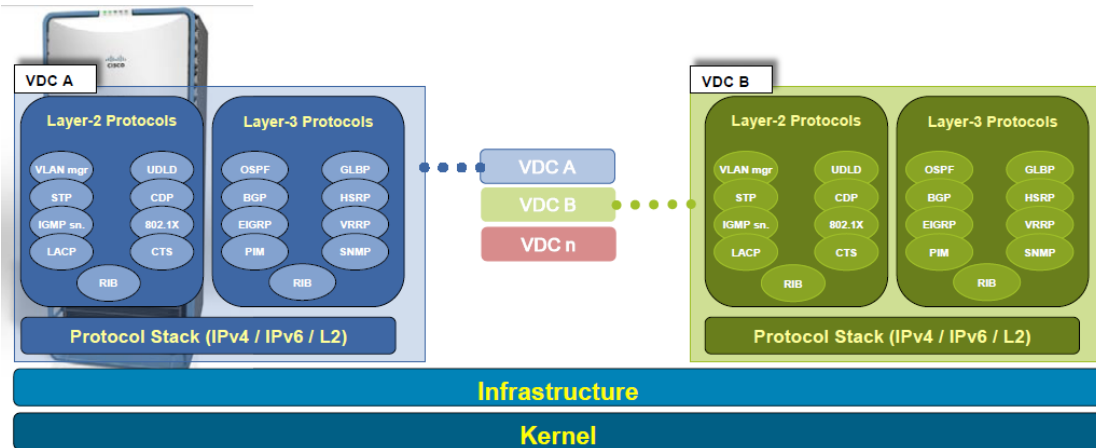 CISCO
VDC A
Layer-2 Protocols
VLAN mgr
UDLD
STP
CDP
IGMP sn.
802.1X
LACP
CTS
RIB
Layer-3 Protocols
OSPF
GLBP
BGP
HSRP
EIGRP
VRRP
PIM
SNMP
RIB
Protocol Stack (IPv4 / IPv6 / L2)
VDC A
VDC B
VDC n
VDC B
Layer-2 Protocols
VLAN mgr
UDLD
STP
CDP
IGMP sn.
802.1X
LACP
CTS
RIB
Layer-3 Protocols
OSPF
GLBP
BGP
HSRP
EIGRP
VRRP
PIM
SNMP
RIB
Protocol Stack (IPv4 / IPv6 / L2)
Infrastructure
Kernel